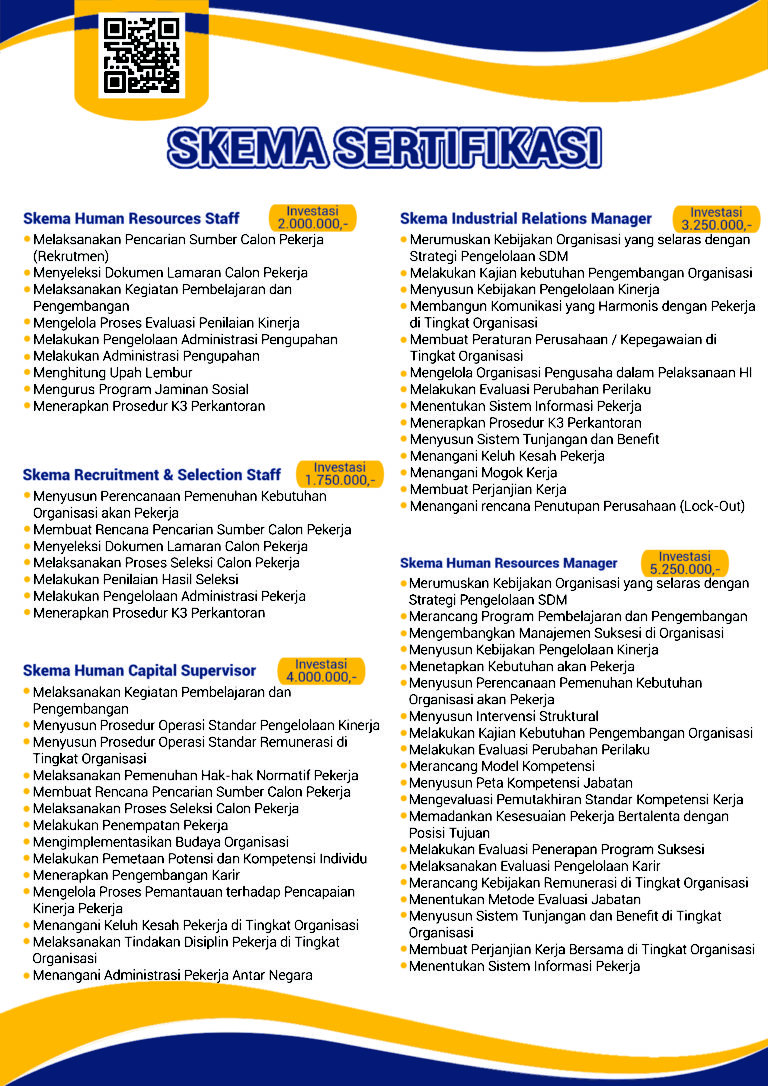 SKEMA SERTIFIKASI
Skema Human Resources Staff
Investasi
2.000.000,-
Melaksanakan Pencarian Sumber Calon Pekerja
(Rekrutmen)
Menyeleksi Dokumen Lamaran Calon Pekerja
Melaksanakan Kegiatan Pembelajaran dan
Pengembangan
Mengelola Proses Evaluasi Penilaian Kinerja
Melakukan Pengelolaan Administrasi Pengupahan
Melakukan Administrasi Pengupahan
Menghitung Upah Lembur
Mengurus Program Jaminan Sosial
Menerapkan Prosedur K3 Perkantoran
Skema Recruitment & Selection Staff
Investasi
1.750.000,-
Menyusun Perencanaan Pemenuhan Kebutuhan
Organisasi akan Pekerja
Membuat Rencana Pencarian Sumber Calon Pekerja
Menyeleksi Dokumen Lamaran Calon Pekerja
Melaksanakan Proses Seleksi Calon Pekerja
Melakukan Penilaian Hasil Seleksi
Melakukan Pengelolaan Administrasi Pekerja
Menerapkan Prosedur K3 Perkantoran
Skema Human Capital Supervisor
Investasi
4.000.000,-
Melaksanakan Kegiatan Pembelajaran dan
Pengembangan
Menyusun Prosedur Operasi Standar Pengelolaan Kinerja
Menyusun Prosedur Operasi Standar Remunerasi di
Tingkat Organisasi
Melaksanakan Pemenuhan Hak-hak Normatif Pekerja
Membuat Rencana Pencarian Sumber Calon Pekerja
Melaksanakan Proses Seleksi Calon Pekerja
Melakukan Penempatan Pekerja
Mengimplementasikan Budaya Organisasi
Melakukan Pemetaan Potensi dan Kompetensi Individu
Menerapkan Pengembangan Karir
Mengelola Proses Pemantauan terhadap Pencapaian
Kinerja Pekerja
Menangani Keluh Kesah Pekerja di Tingkat Organisasi
Melaksanakan Tindakan Disiplin Pekerja di Tingkat
Organisasi
Menangani Administrasi Pekerja Antar Negara
Skema Industrial Relations Manager
Investasi
3.250.000,-
Merumuskan Kebijakan Organisasi yang selaras dengan
Strategi Pengelolaan SDM
Melakukan Kajian kebutuhan Pengembangan Organisasi
Menyusun Kebijakan Pengelolaan Kinerja
Membangun Komunikasi yang Harmonis dengan Pekerja
di Tingkat Organisasi
Membuat Peraturan Perusahaan / Kepegawaian di
Tingkat Organisasi
Mengelola Organisasi Pengusaha dalam Pelaksanaan HI
Melakukan Evaluasi Perubahan Perilaku
Menentukan Sistem Informasi Pekerja
Menerapkan Prosedur K3 Perkantoran
Menyusun Sistem Tunjangan dan Benefit
Menangani Keluh Kesah Pekerja
Menangani Mogok Kerja
Membuat Perjanjian Kerja
Menangani rencana Penutupan Perusahaan (Lock-Out)
Skema Human Resources Manager
Investasi
5.250.000,-
Merumuskan Kebijakan Organisasi yang selaras dengan
Strategi Pengelolaan SDM
Merancang Program Pembelajaran dan Pengembangan
Mengembangkan Manajemen Suksesi di Organisasi
Menyusun Kebijakan Pengelolaan Kinerja
Menetapkan Kebutuhan akan Pekerja
Menyusun Perencanaan Pemenuhan Kebutuhan
Organisasi akan Pekerja
Menyusun Intervensi Struktural
Melakukan Kajian Kebutuhan Pengembangan Organisasi
Melakukan Evaluasi Perubahan Perilaku
Merancang Model Kompetensi
Menyusun Peta Kompetensi Jabatan
Mengevaluasi Pemutakhiran Standar Kompetensi Kerja
Memadankan Kesesuaian Pekerja Bertalenta dengan
Posisi Tujuan
Melakukan Evaluasi Penerapan Program Suksesi
Melaksanakan Evaluasi Pengelolaan Karir
Merancang Kebijakan Remunerasi di Tingkat Organisasi
Menentukan Metode Evaluasi Jabatan
Menyusun Sistem Tunjangan dan Benefit di Tingkat
Organisasi
Membuat Perjanjian Kerja Bersama di Tingkat Organisasi
Menentukan Sistem Informasi Pekerja